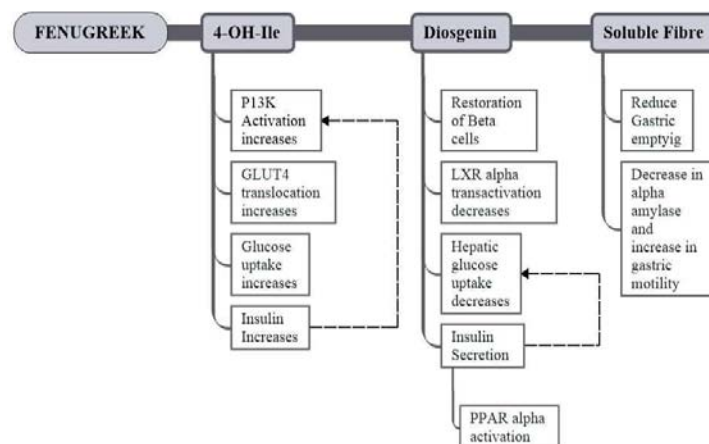 FENUGREEK
4-OH-Ile
Diosgenin
Soluble Fibre
P13K
Activation
increases
GLUT4
translocation
increases
Glucose
uptake
increases
Insulin
Increases
Restoration
of Beta
cells
LXR alpha
transactivation
decreases
Hepatic
glucose
uptake
decreases
Insulin
Secretion
PPAR alpha
activation
Reduce
Gastric
emptyig
Decrease in
alpha
amylase
and
increase in
gastric
motility